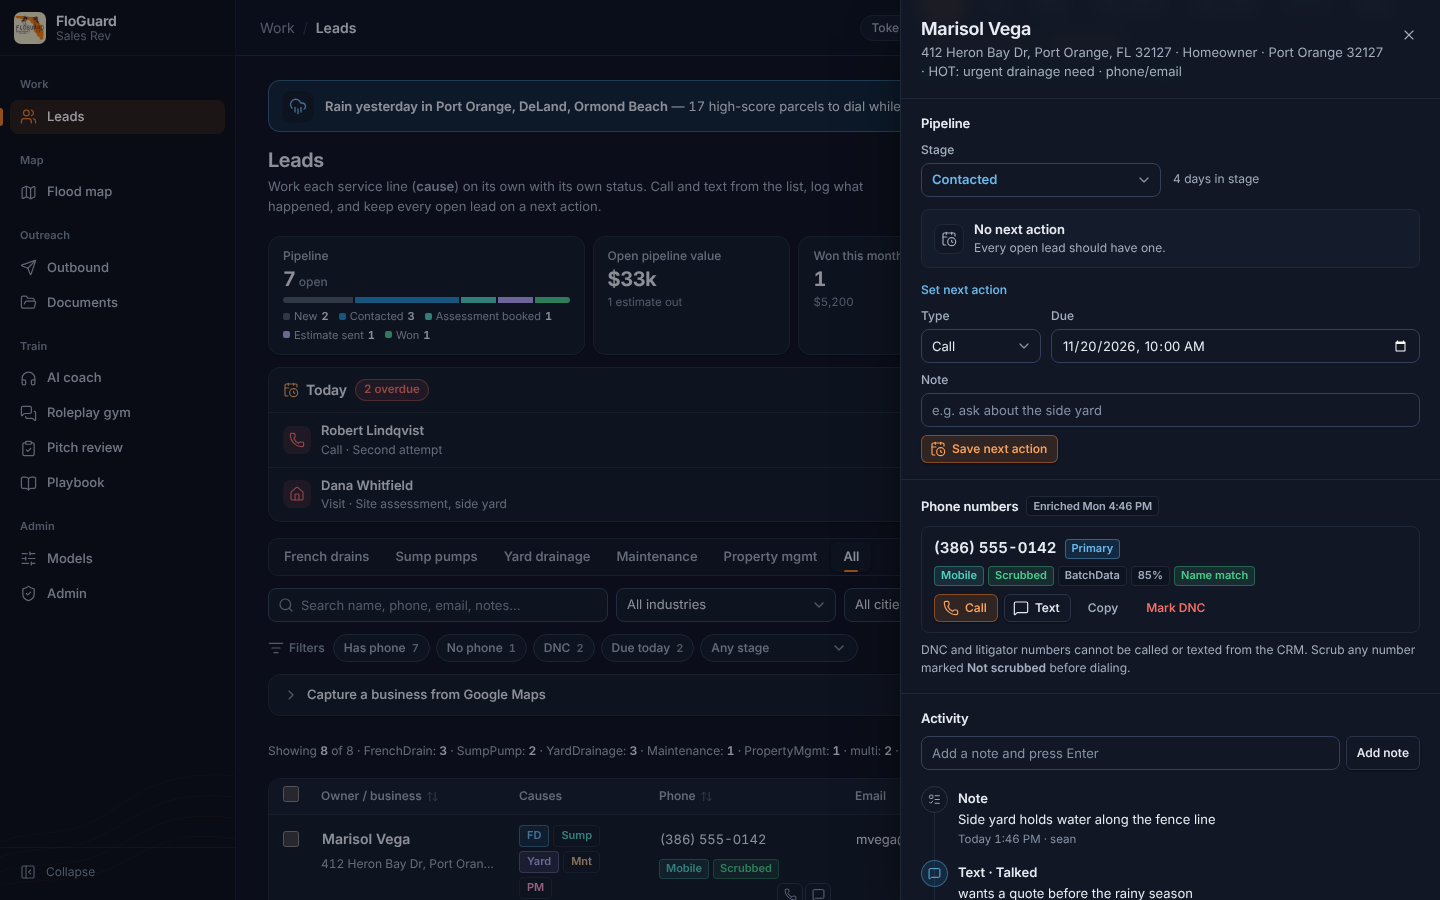 FloGuard
Sales Rev
Work
Leads
Map
Flood map
Outreach
Outbound
Documents
Train
AI coach
Roleplay gym
Pitch review
Playbook
Admin
Models
Admin
Collapse
Work / Leads
Toke
Rain yesterday in Port Orange, DeLand, Ormond Beach — 17 high-score parcels to dial while
Leads
Work each service line (cause) on its own with its own status. Call and text from the list, log what
happened, and keep every open lead on a next action.
Pipeline
7 open
New 2 Contacted 3 Assessment booked 1
Estimate sent 1 Won 1
Open pipeline value
$33k
1 estimate out
Won this month
1
$5,200
Today 2 overdue
Robert Lindqvist
Call · Second attempt
Dana Whitfield
Visit · Site assessment, side yard
French drains Sump pumps Yard drainage Maintenance Property mgmt All
Search name, phone, email, notes... All industries All citie
Filters Has phone 7 No phone 1 DNC 2 Due today 2 Any stage
Capture a business from Google Maps
Showing 8 of 8 · FrenchDrain: 3 · SumpPump: 2 · YardDrainage: 3 · Maintenance: 1 · PropertyMgmt: 1 · multi: 2 ·
Owner / business Causes Phone Email
Marisol Vega
412 Heron Bay Dr, Port Oran...
FD Sump
Yard Mnt
PM
(386) 555-0142
Mobile Scrubbed
mvega
Marisol Vega
412 Heron Bay Dr, Port Orange, FL 32127 · Homeowner · Port Orange 32127
· HOT: urgent drainage need · phone/email
Pipeline
Stage
Contacted 4 days in stage
No next action
Every open lead should have one.
Set next action
Type Due
Call 11/20/2026, 10:00 AM
Note
e.g. ask about the side yard
Save next action
Phone numbers Enriched Mon 4:46 PM
(386) 555-0142 Primary
Mobile Scrubbed BatchData 85% Name match
Call Text Copy Mark DNC
DNC and litigator numbers cannot be called or texted from the CRM. Scrub any number
marked Not scrubbed before dialing.
Activity
Add a note and press Enter Add note
Note
Side yard holds water along the fence line
Today 1:46 PM · sean
Text · Talked
wants a quote before the rainy season